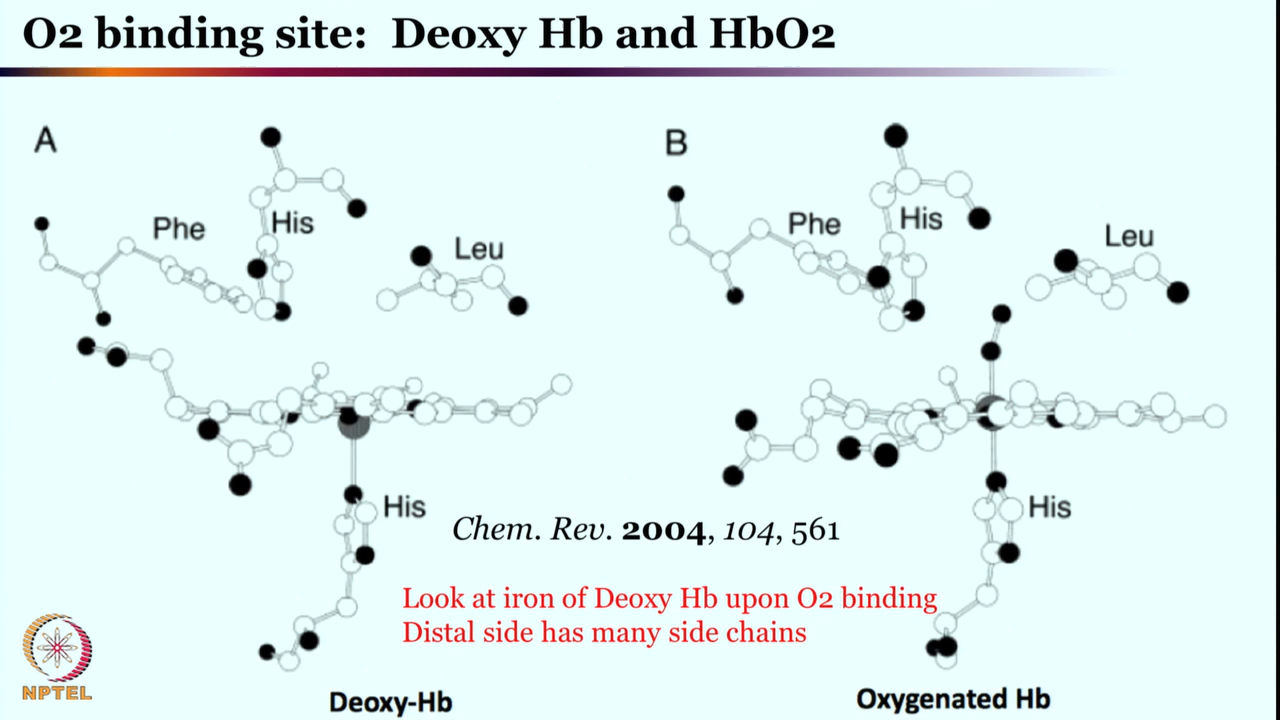 O2 binding site: Deoxy Hb and HbO2
A
B
Phe
His
Leu
Phe
His
Leu
His
His
Chem. Rev. 2004, 104, 561
Look at iron of Deoxy Hb upon O2 binding
Distal side has many side chains
NPTEL
Deoxy-Hb
Oxygenated Hb